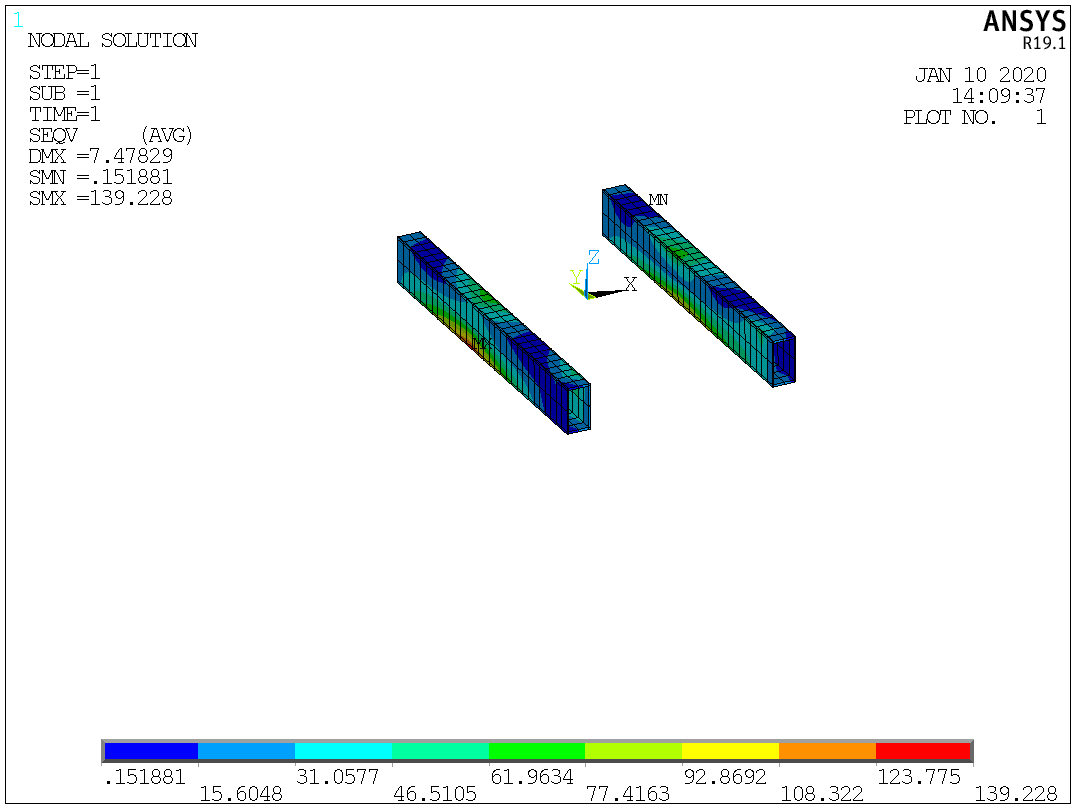 1
ANSYS
R19.1
NODAL SOLUTION
STEP=1
SUB =1
TIME=1
SEQV (AVG)
DMX =7.47829
SMN =.151881
SMX =139.228
JAN 10 2020
14:09:37
PLOT NO. 1
MN
Z
Y
X
MX
.151881
15.6048
31.0577
46.5105
61.9634
77.4163
92.8692
108.322
123.775
139.228